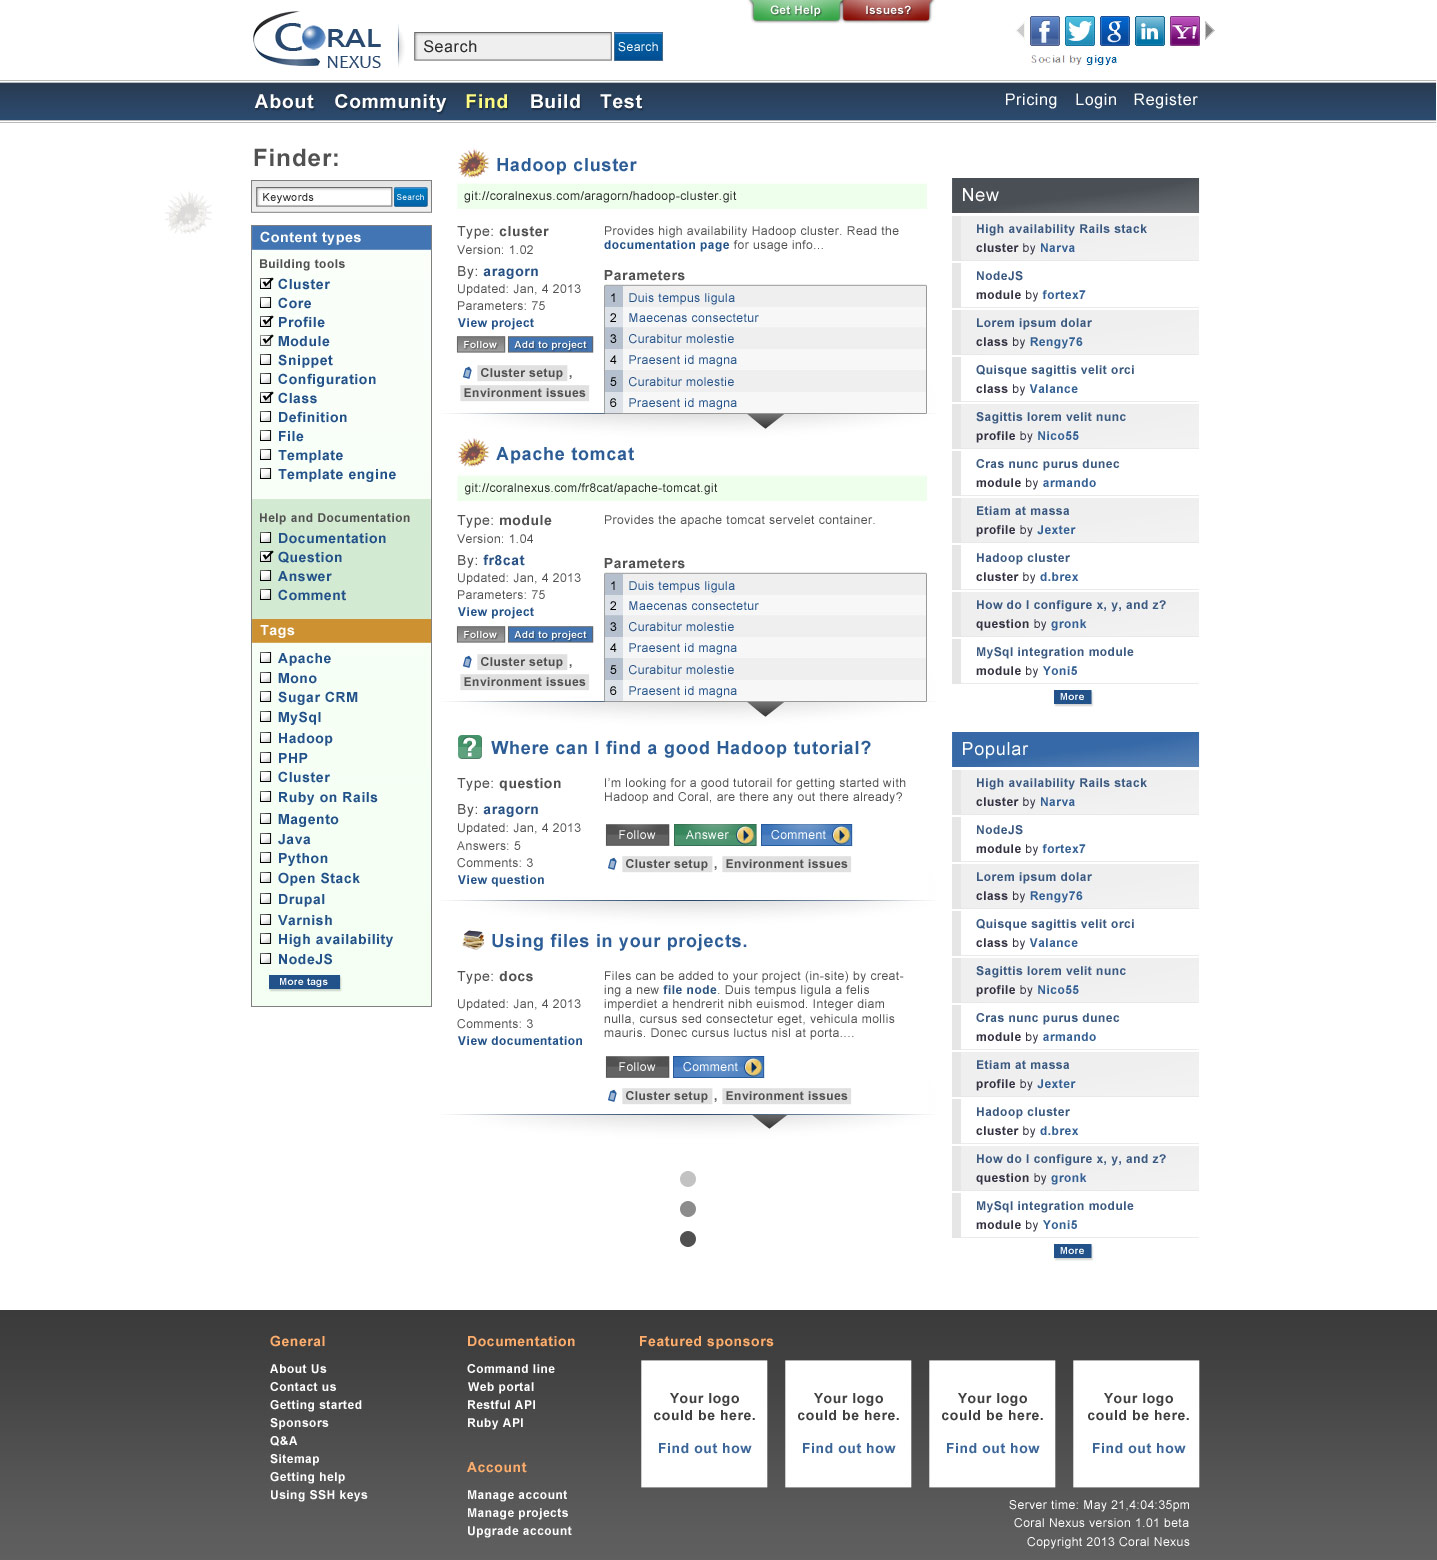 Get Help
Issues?
CORAL
NEXUS
Search
Search
f
g
in
Y!
Social by gigya
About
Community
Find
Build
Test
Pricing
Login
Register
Finder:
Keywords
Search
Content types
Building tools
Cluster
Core
Profile
Module
Snippet
Configuration
Class
Definition
File
Template
Template engine
Help and Documentation
Documentation
Question
Answer
Comment
Tags
Apache
Mono
Sugar CRM
MySql
Hadoop
PHP
Cluster
Ruby on Rails
Magento
Java
Python
Open Stack
Drupal
Varnish
High availability
NodeJS
More tags
Hadoop cluster
git://coralnexus.com/aragorn/hadoop-cluster.git
Type: cluster
Version: 1.02
By: aragorn
Updated: Jan, 4 2013
Parameters: 75
View project
Follow
Add to project
Cluster setup ,
Environment issues
Provides high availability Hadoop cluster. Read the
documentation page for usage info...
Parameters
1 Duis tempus ligula
2 Maecenas consectetur
3 Curabitur molestie
4 Praesent id magna
5 Curabitur molestie
6 Praesent id magna
Apache tomcat
git://coralnexus.com/fr8cat/apache-tomcat.git
Type: module
Version: 1.04
By: fr8cat
Updated: Jan, 4 2013
Parameters: 75
View project
Follow
Add to project
Cluster setup ,
Environment issues
Provides the apache tomcat servelet container.
Parameters
1 Duis tempus ligula
2 Maecenas consectetur
3 Curabitur molestie
4 Praesent id magna
5 Curabitur molestie
6 Praesent id magna
? Where can I find a good Hadoop tutorial?
Type: question
By: aragorn
Updated: Jan, 4 2013
Answers: 5
Comments: 3
View question
I'm looking for a good tutorail for getting started with
Hadoop and Coral, are there any out there already?
Follow
Answer
Comment
Cluster setup , Environment issues
Using files in your projects.
Type: docs
Updated: Jan, 4 2013
Comments: 3
View documentation
Files can be added to your project (in-site) by creat-
ing a new file node. Duis tempus ligula a felis
imperdiet a hendrerit nibh euismod. Integer diam
nulla, cursus sed consectetur eget, vehicula mollis
mauris. Donec cursus luctus nisl at porta....
Follow
Comment
Cluster setup , Environment issues
New
High availability Rails stack
cluster by Narva
NodeJS
module by fortex7
Lorem ipsum dolar
class by Rengy76
Quisque sagittis velit orci
class by Valance
Sagittis lorem velit nunc
profile by Nico55
Cras nunc purus dunec
module by armando
Etiam at massa
profile by Jexter
Hadoop cluster
cluster by d.brex
How do I configure x, y, and z?
question by gronk
MySql integration module
module by Yoni5
More
Popular
High availability Rails stack
cluster by Narva
NodeJS
module by fortex7
Lorem ipsum dolar
class by Rengy76
Quisque sagittis velit orci
class by Valance
Sagittis lorem velit nunc
profile by Nico55
Cras nunc purus dunec
module by armando
Etiam at massa
profile by Jexter
Hadoop cluster
cluster by d.brex
How do I configure x, y, and z?
question by gronk
MySql integration module
module by Yoni5
More
General
About Us
Contact us
Getting started
Sponsors
Q&A
Sitemap
Getting help
Using SSH keys
Documentation
Command line
Web portal
Restful API
Ruby API
Account
Manage account
Manage projects
Upgrade account
Featured sponsors
Your logo
could be here.
Find out how
Your logo
could be here.
Find out how
Your logo
could be here.
Find out how
Your logo
could be here.
Find out how
Server time: May 21,4:04:35pm
Coral Nexus version 1.01 beta
Copyright 2013 Coral Nexus